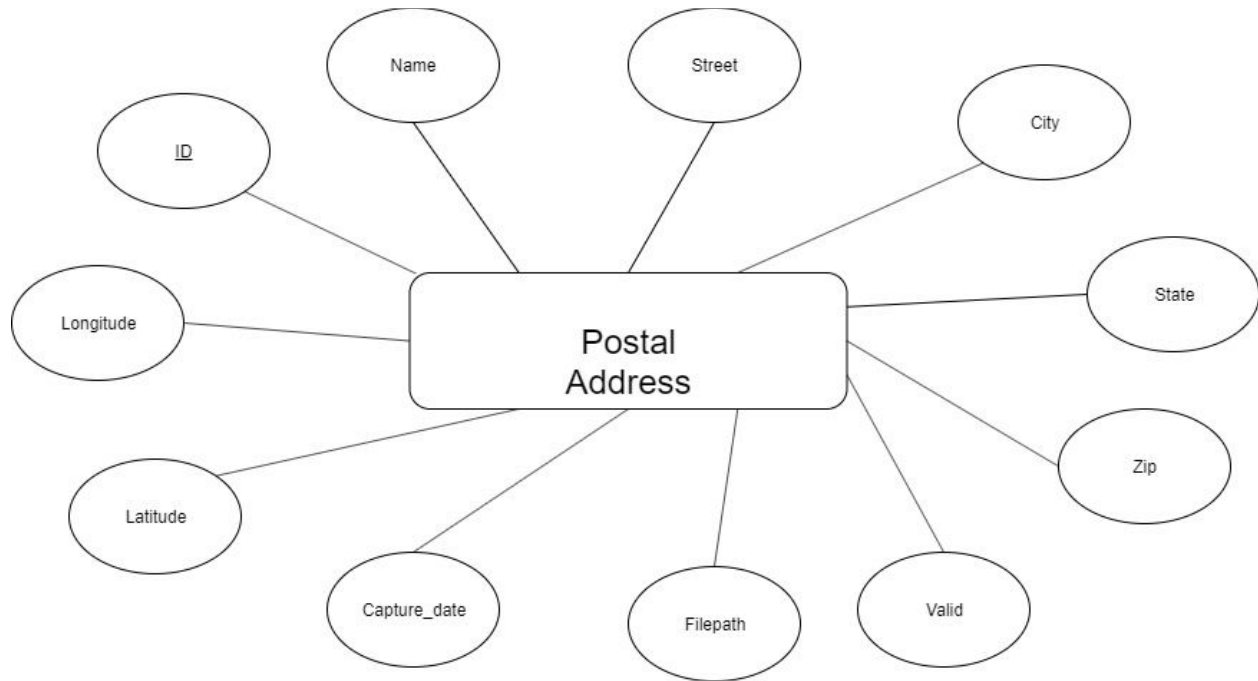 Name
Street
City
ID
State
Longitude
Postal
Address
Zip
Latitude
Capture_date
Filepath
Valid